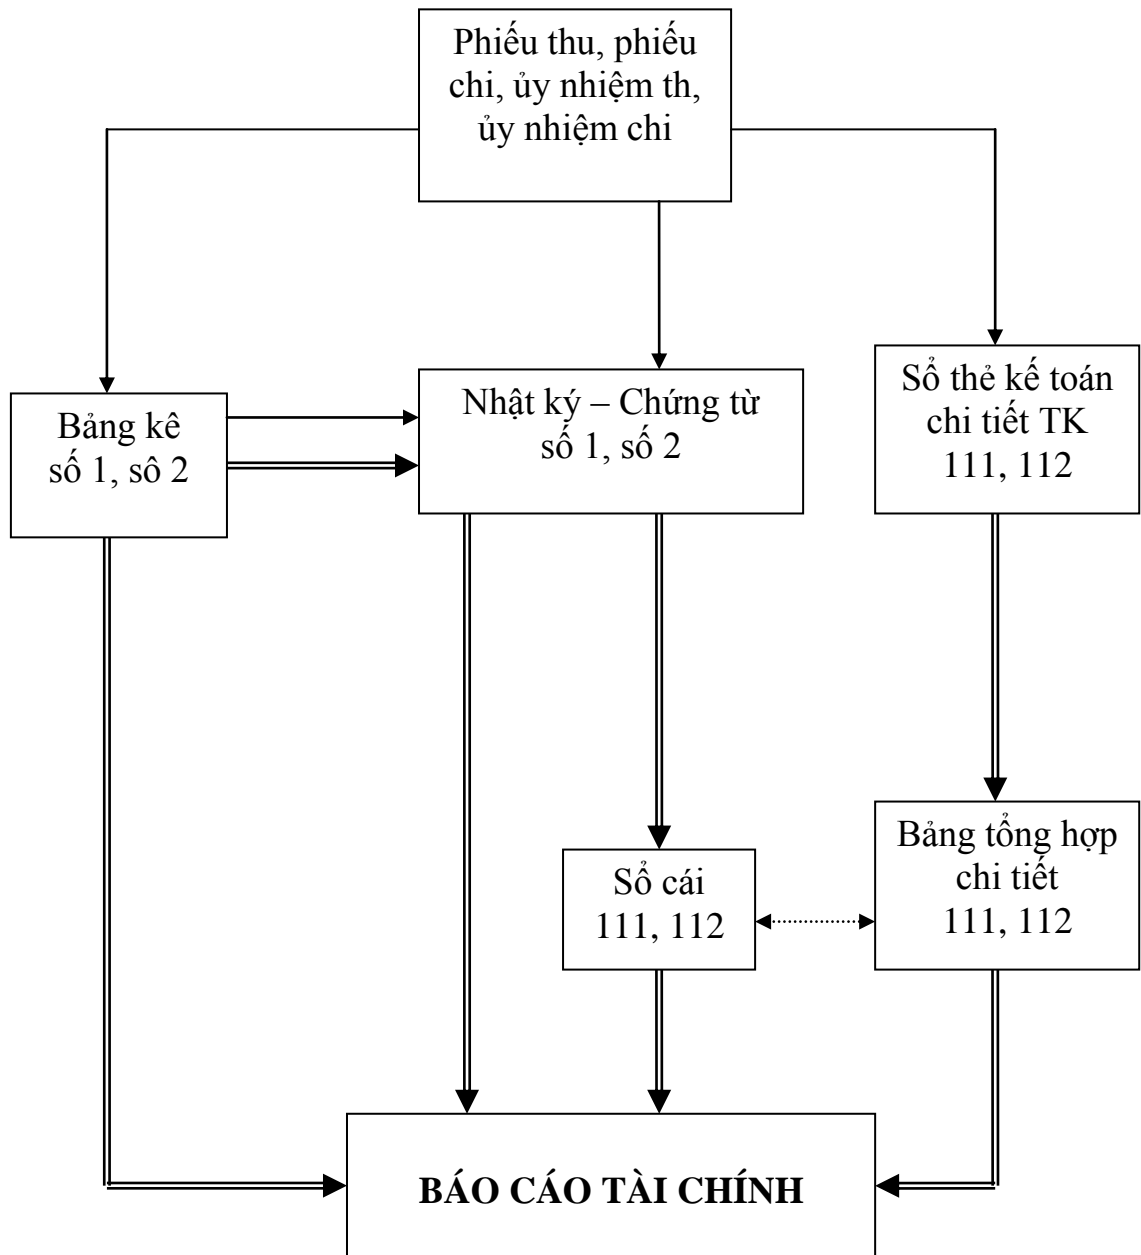 Phiếu thu, phiếu
chi, ủy nhiệm th,
ủy nhiệm chi
Bảng kê
số 1, sô 2
Nhật ký – Chứng từ
số 1, số 2
Sổ thẻ kế toán
chi tiết TK
111, 112
Sổ cái
111, 112
Bảng tổng hợp
chi tiết
111, 112
BÁO CÁO TÀI CHÍNH